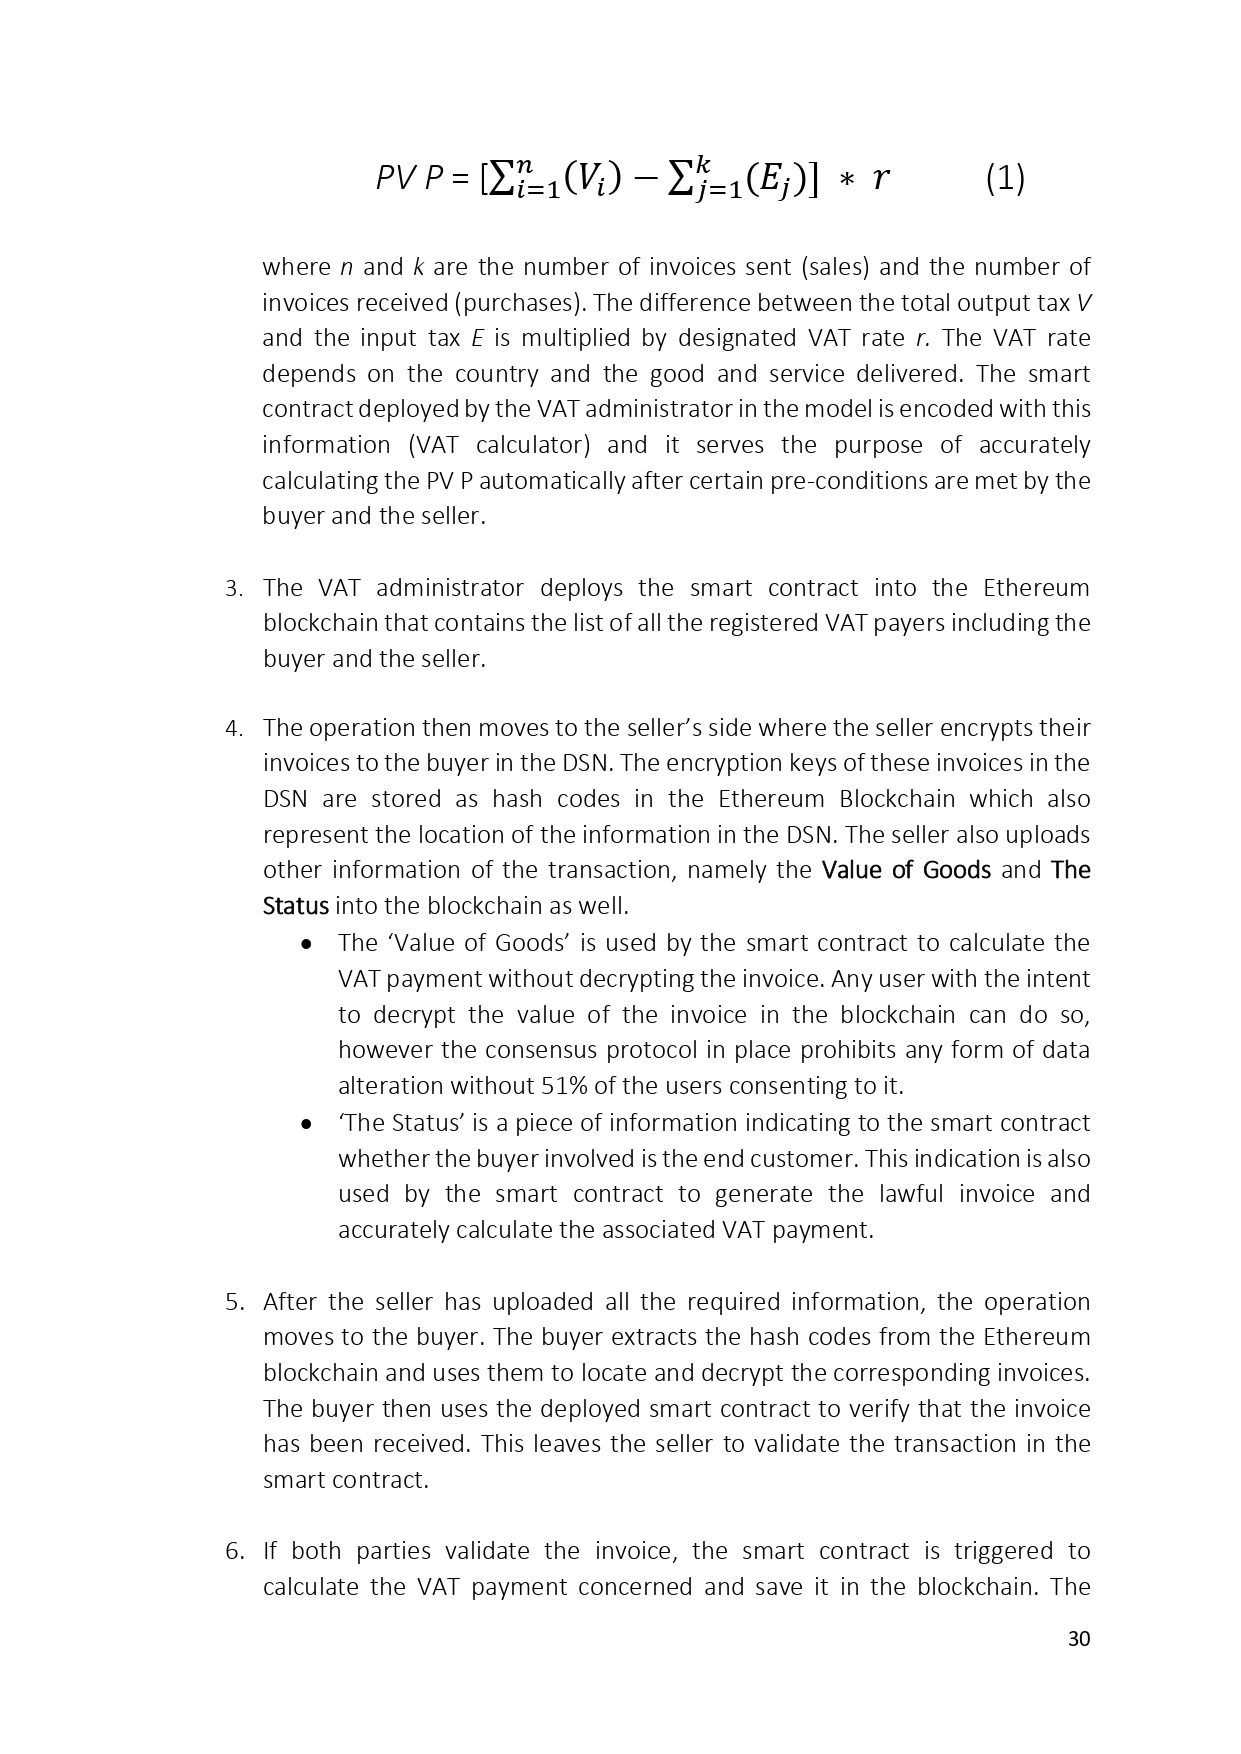 PV P = [∑ⁿᵢ₌₁(Vᵢ) − ∑ᵏⱼ₌₁(Eⱼ)] * r (1)
where n and k are the number of invoices sent (sales) and the number of
invoices received (purchases). The difference between the total output tax V
and the input tax E is multiplied by designated VAT rate r. The VAT rate
depends on the country and the good and service delivered. The smart
contract deployed by the VAT administrator in the model is encoded with this
information (VAT calculator) and it serves the purpose of accurately
calculating the PV P automatically after certain pre-conditions are met by the
buyer and the seller.
3. The VAT administrator deploys the smart contract into the Ethereum
blockchain that contains the list of all the registered VAT payers including the
buyer and the seller.
4. The operation then moves to the seller’s side where the seller encrypts their
invoices to the buyer in the DSN. The encryption keys of these invoices in the
DSN are stored as hash codes in the Ethereum Blockchain which also
represent the location of the information in the DSN. The seller also uploads
other information of the transaction, namely the Value of Goods and The
Status into the blockchain as well.
• The ‘Value of Goods’ is used by the smart contract to calculate the
VAT payment without decrypting the invoice. Any user with the intent
to decrypt the value of the invoice in the blockchain can do so,
however the consensus protocol in place prohibits any form of data
alteration without 51% of the users consenting to it.
• ‘The Status’ is a piece of information indicating to the smart contract
whether the buyer involved is the end customer. This indication is also
used by the smart contract to generate the lawful invoice and
accurately calculate the associated VAT payment.
5. After the seller has uploaded all the required information, the operation
moves to the buyer. The buyer extracts the hash codes from the Ethereum
blockchain and uses them to locate and decrypt the corresponding invoices.
The buyer then uses the deployed smart contract to verify that the invoice
has been received. This leaves the seller to validate the transaction in the
smart contract.
6. If both parties validate the invoice, the smart contract is triggered to
calculate the VAT payment concerned and save it in the blockchain. The
30